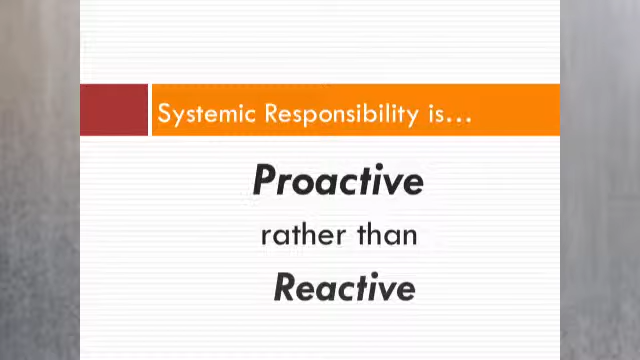 Systemic Responsibility is…
Proactive
rather than
Reactive